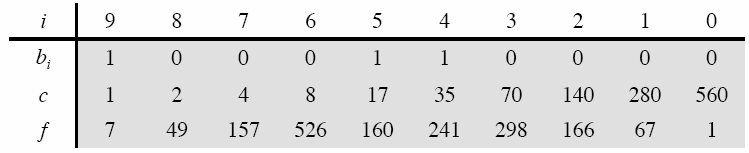 i 9 8 7 6 5 4 3 2 1 0
bi 1 0 0 0 1 1 0 0 0 0
c 1 2 4 8 17 35 70 140 280 560
f 7 49 157 526 160 241 298 166 67 1